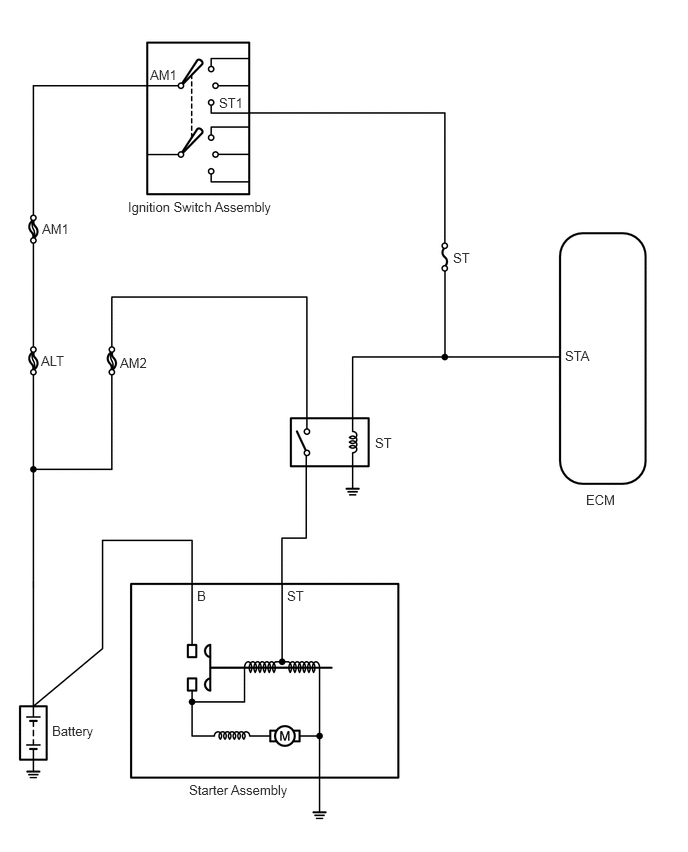 AM1
ST1
Ignition Switch Assembly
AM1
ST
ALT
AM2
STA
ST
ECM
B
ST
Battery
M
Starter Assembly